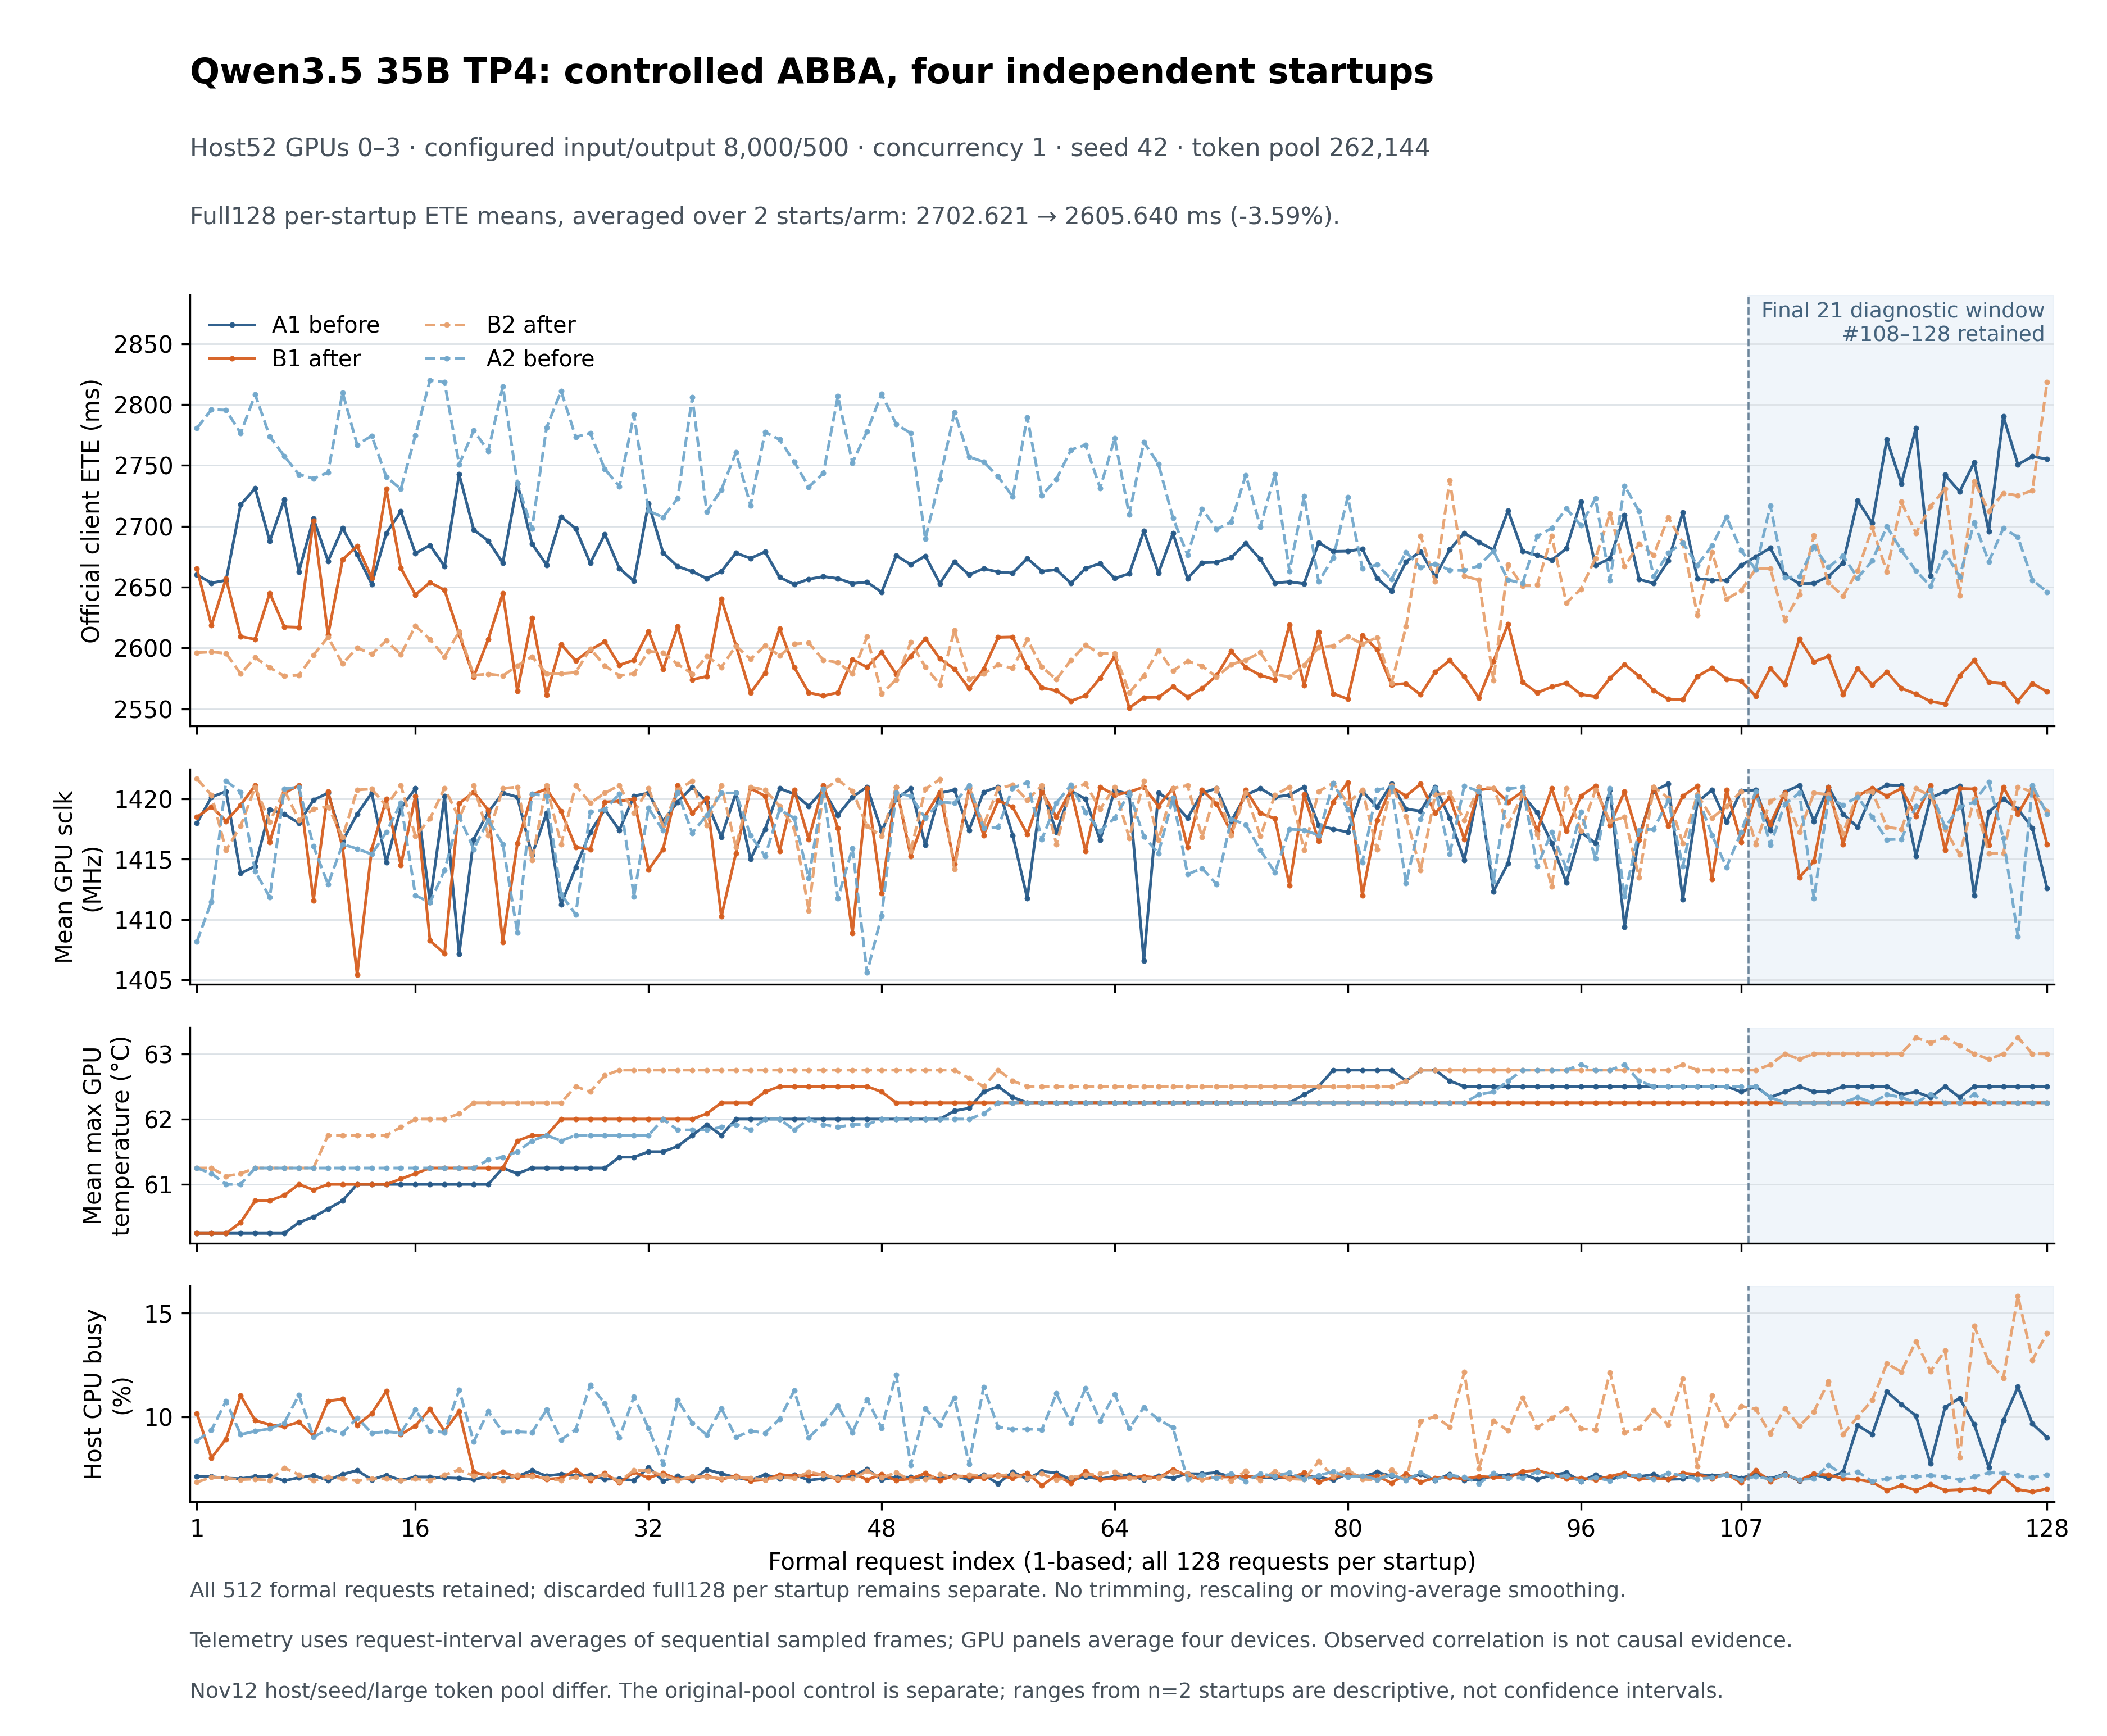 Qwen3.5 35B TP4: controlled ABBA, four independent startups
Host52 GPUs 0–3 · configured input/output 8,000/500 · concurrency 1 · seed 42 · token pool 262,144
Full128 per-startup ETE means, averaged over 2 starts/arm: 2702.621 → 2605.640 ms (-3.59%).
A1 before
B1 after
B2 after
A2 before
Final 21 diagnostic window
#108–128 retained
Official client ETE (ms)
2850
2800
2750
2700
2650
2600
2550
Mean GPU sclk
(MHz)
1420
1415
1410
1405
Mean max GPU
temperature (°C)
63
62
61
Host CPU busy
(%)
15
10
1
16
32
48
64
80
96
107
128
Formal request index (1-based; all 128 requests per startup)
All 512 formal requests retained; discarded full128 per startup remains separate. No trimming, rescaling or moving-average smoothing.
Telemetry uses request-interval averages of sequential sampled frames; GPU panels average four devices. Observed correlation is not causal evidence.
Nov12 host/seed/large token pool differ. The original-pool control is separate; ranges from n=2 startups are descriptive, not confidence intervals.